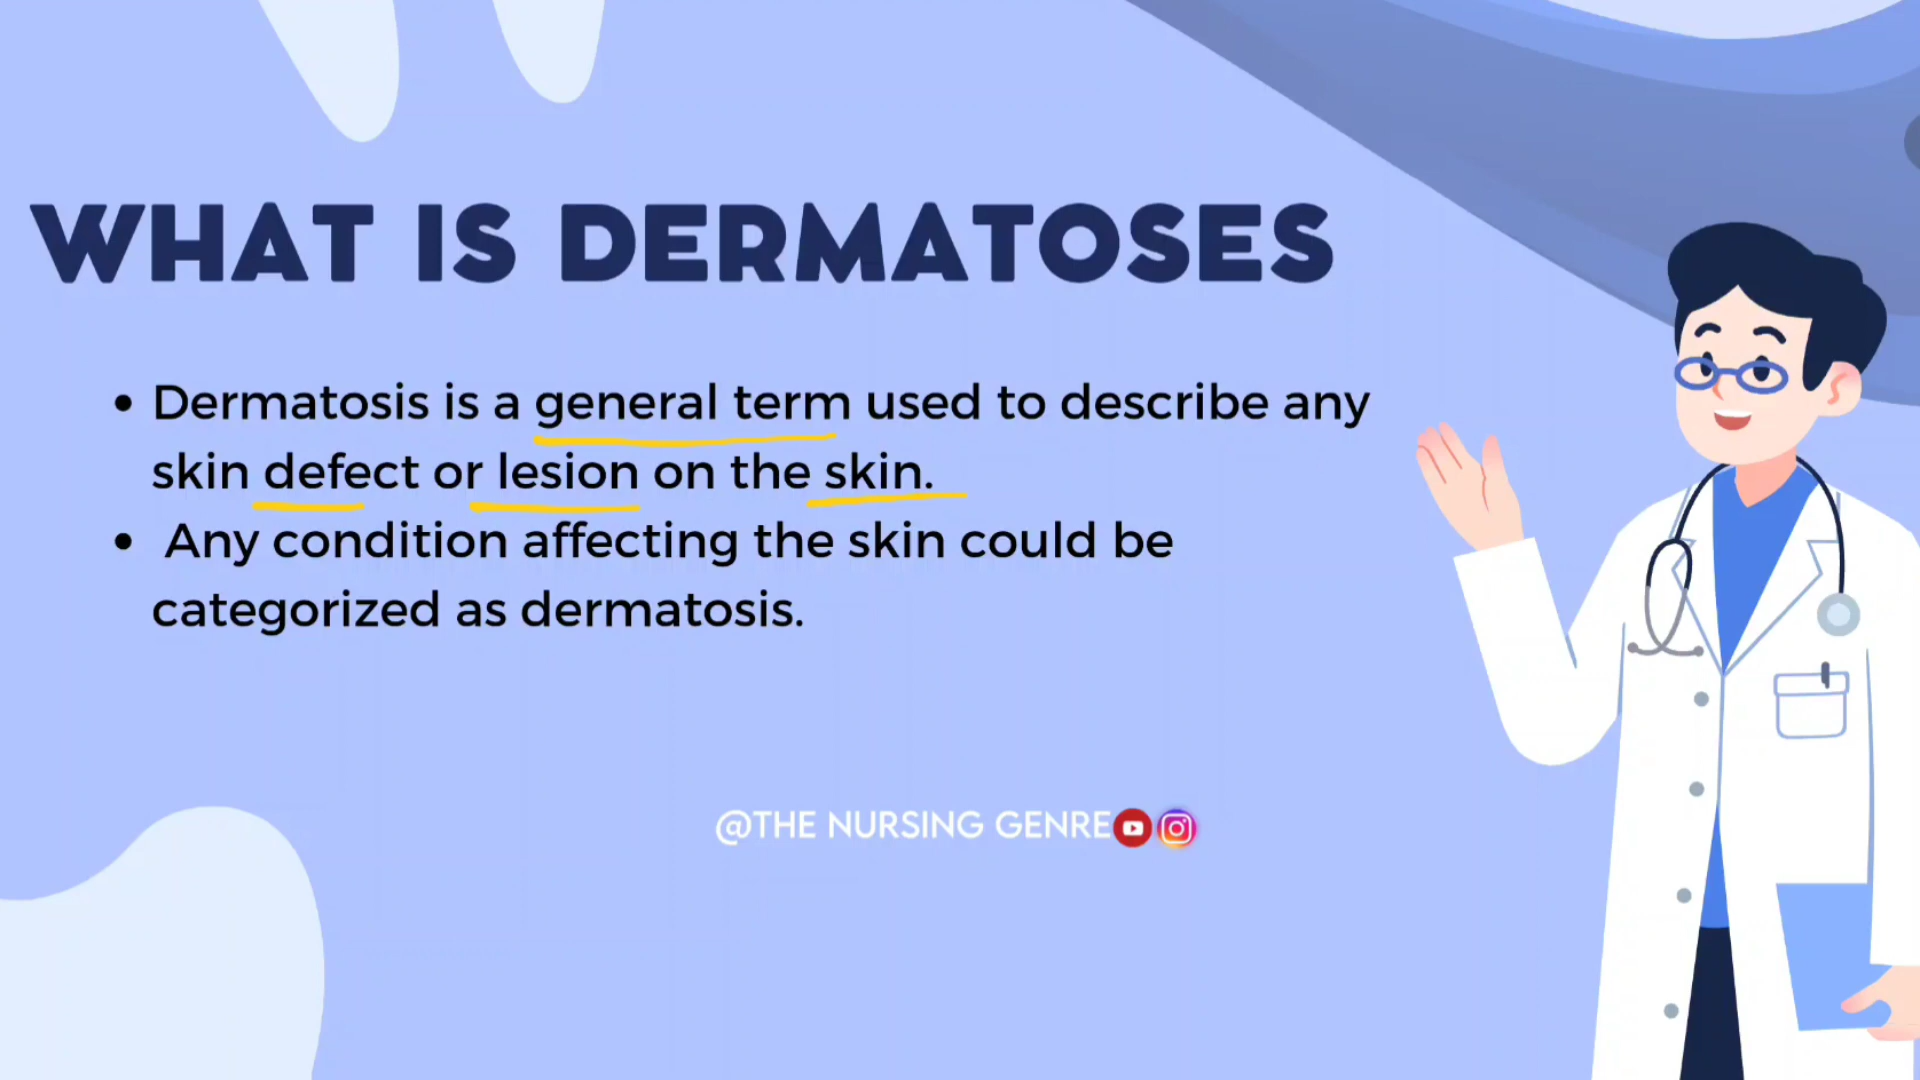 WHAT IS DERMATOSES
• Dermatosis is a general term used to describe any
skin defect or lesion on the skin.
• Any condition affecting the skin could be
categorized as dermatosis.
@THE NURSING GENRE